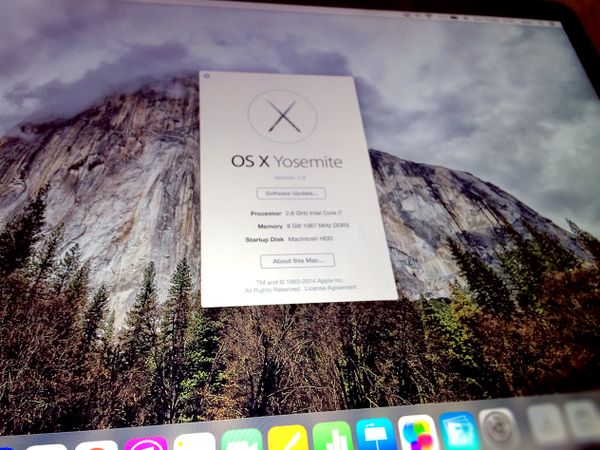 OS X Yosemite
Version 1.0
Software Update...
Processor 2,8 GHz Intel Core i7
Memory 8 GB 1067 MHz DDR3
Startup Disk Macintosh HDD
About this Mac...
TM and © 1983-2014 Apple Inc.
All Rights Reserved. License Agreement